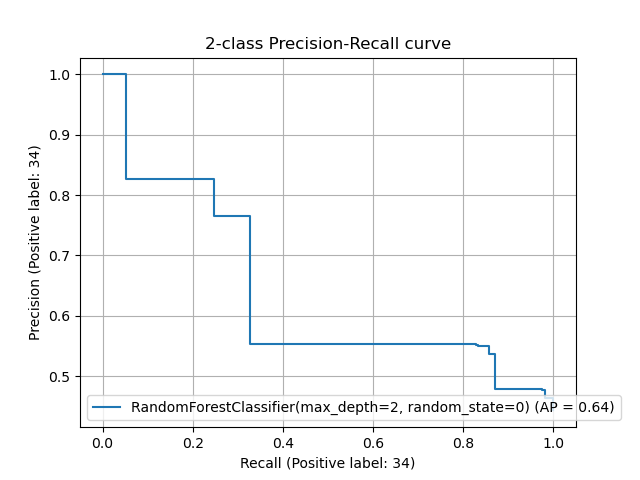 2-class Precision-Recall curve
1.0
0.9
0.8
0.7
0.6
0.5
Precision (Positive label: 34)
RandomForestClassifier(max_depth=2, random_state=0) (AP = 0.64)
0.0 0.2 0.4 0.6 0.8 1.0
Recall (Positive label: 34)